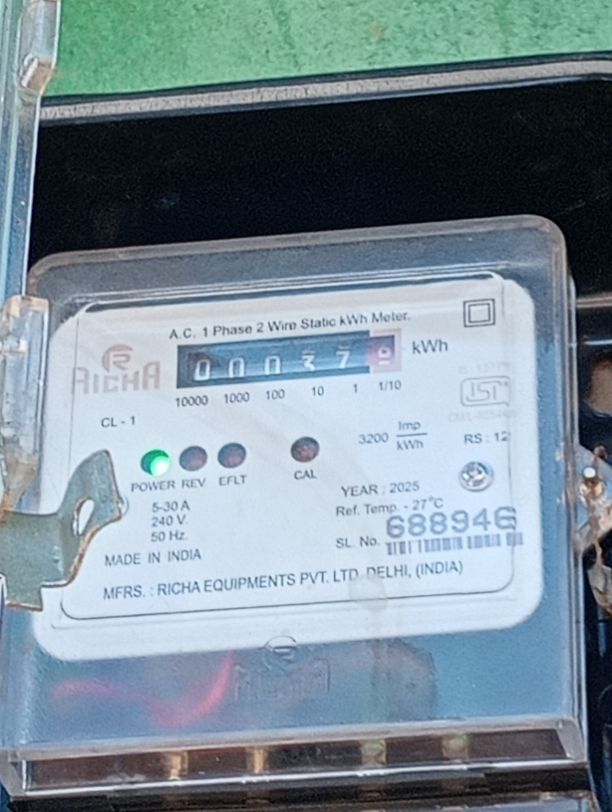 A.C. 1 Phase 2 Wire Static kWh Meter.
RICHA
00037 kWh
10000 1000 100 10 1 1/10
CL - 1
3200 Imp/kWh
RS : 12
ISI
POWER REV EFLT CAL
5-30 A
240 V.
50 Hz.
YEAR : 2025
Ref. Temp. - 27°C
SL. No. 688946
MADE IN INDIA
MFRS. : RICHA EQUIPMENTS PVT. LTD. DELHI, (INDIA)
RICHA